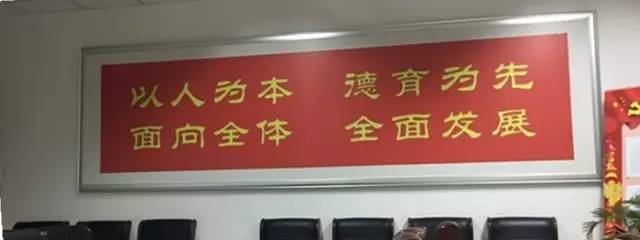 以人为本 德育为先
面向全体 全面发展